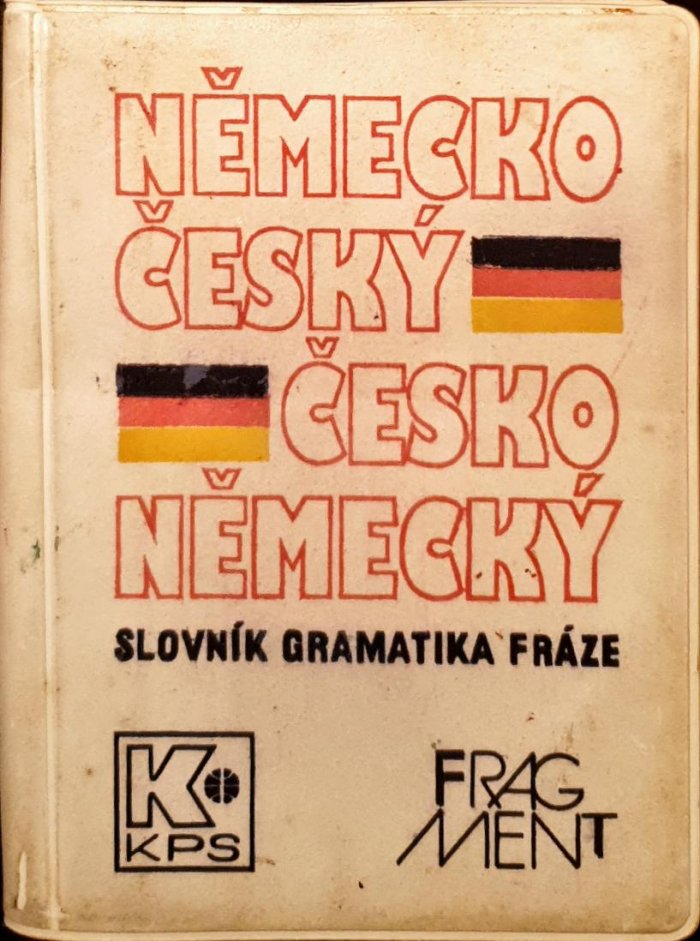 NĚMECKO
ČESKÝ
ČESKO
NĚMECKÝ
SLOVNÍK GRAMATIKA FRÁZE
K
KPS
FRAG
MENT